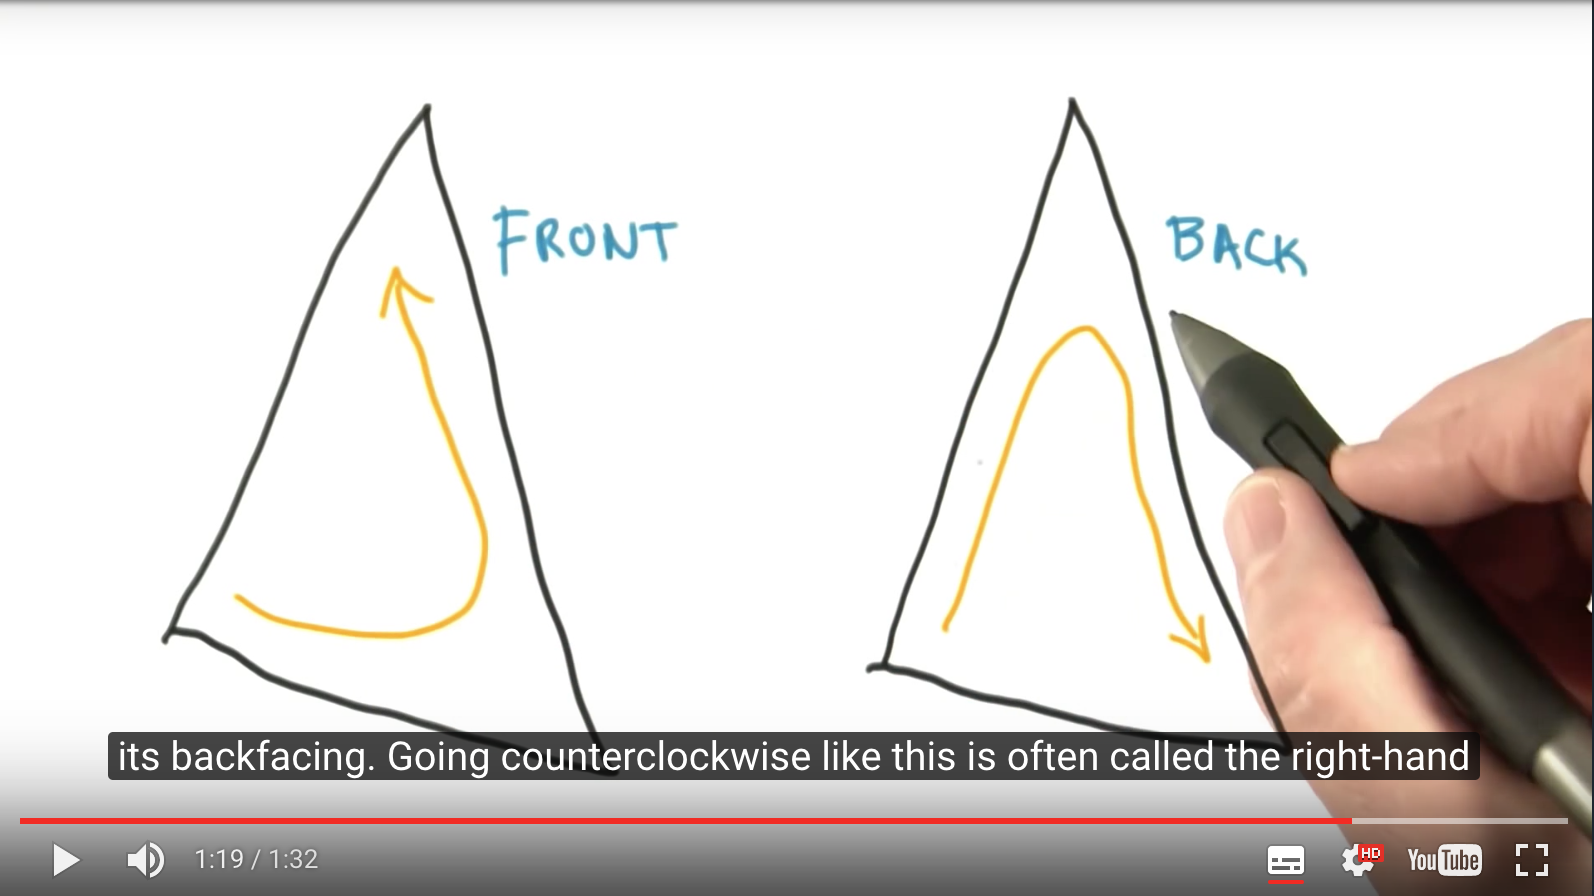 FRONT
BACK
its backfacing. Going counterclockwise like this is often called the right-hand
1:19 / 1:32
HD
YouTube